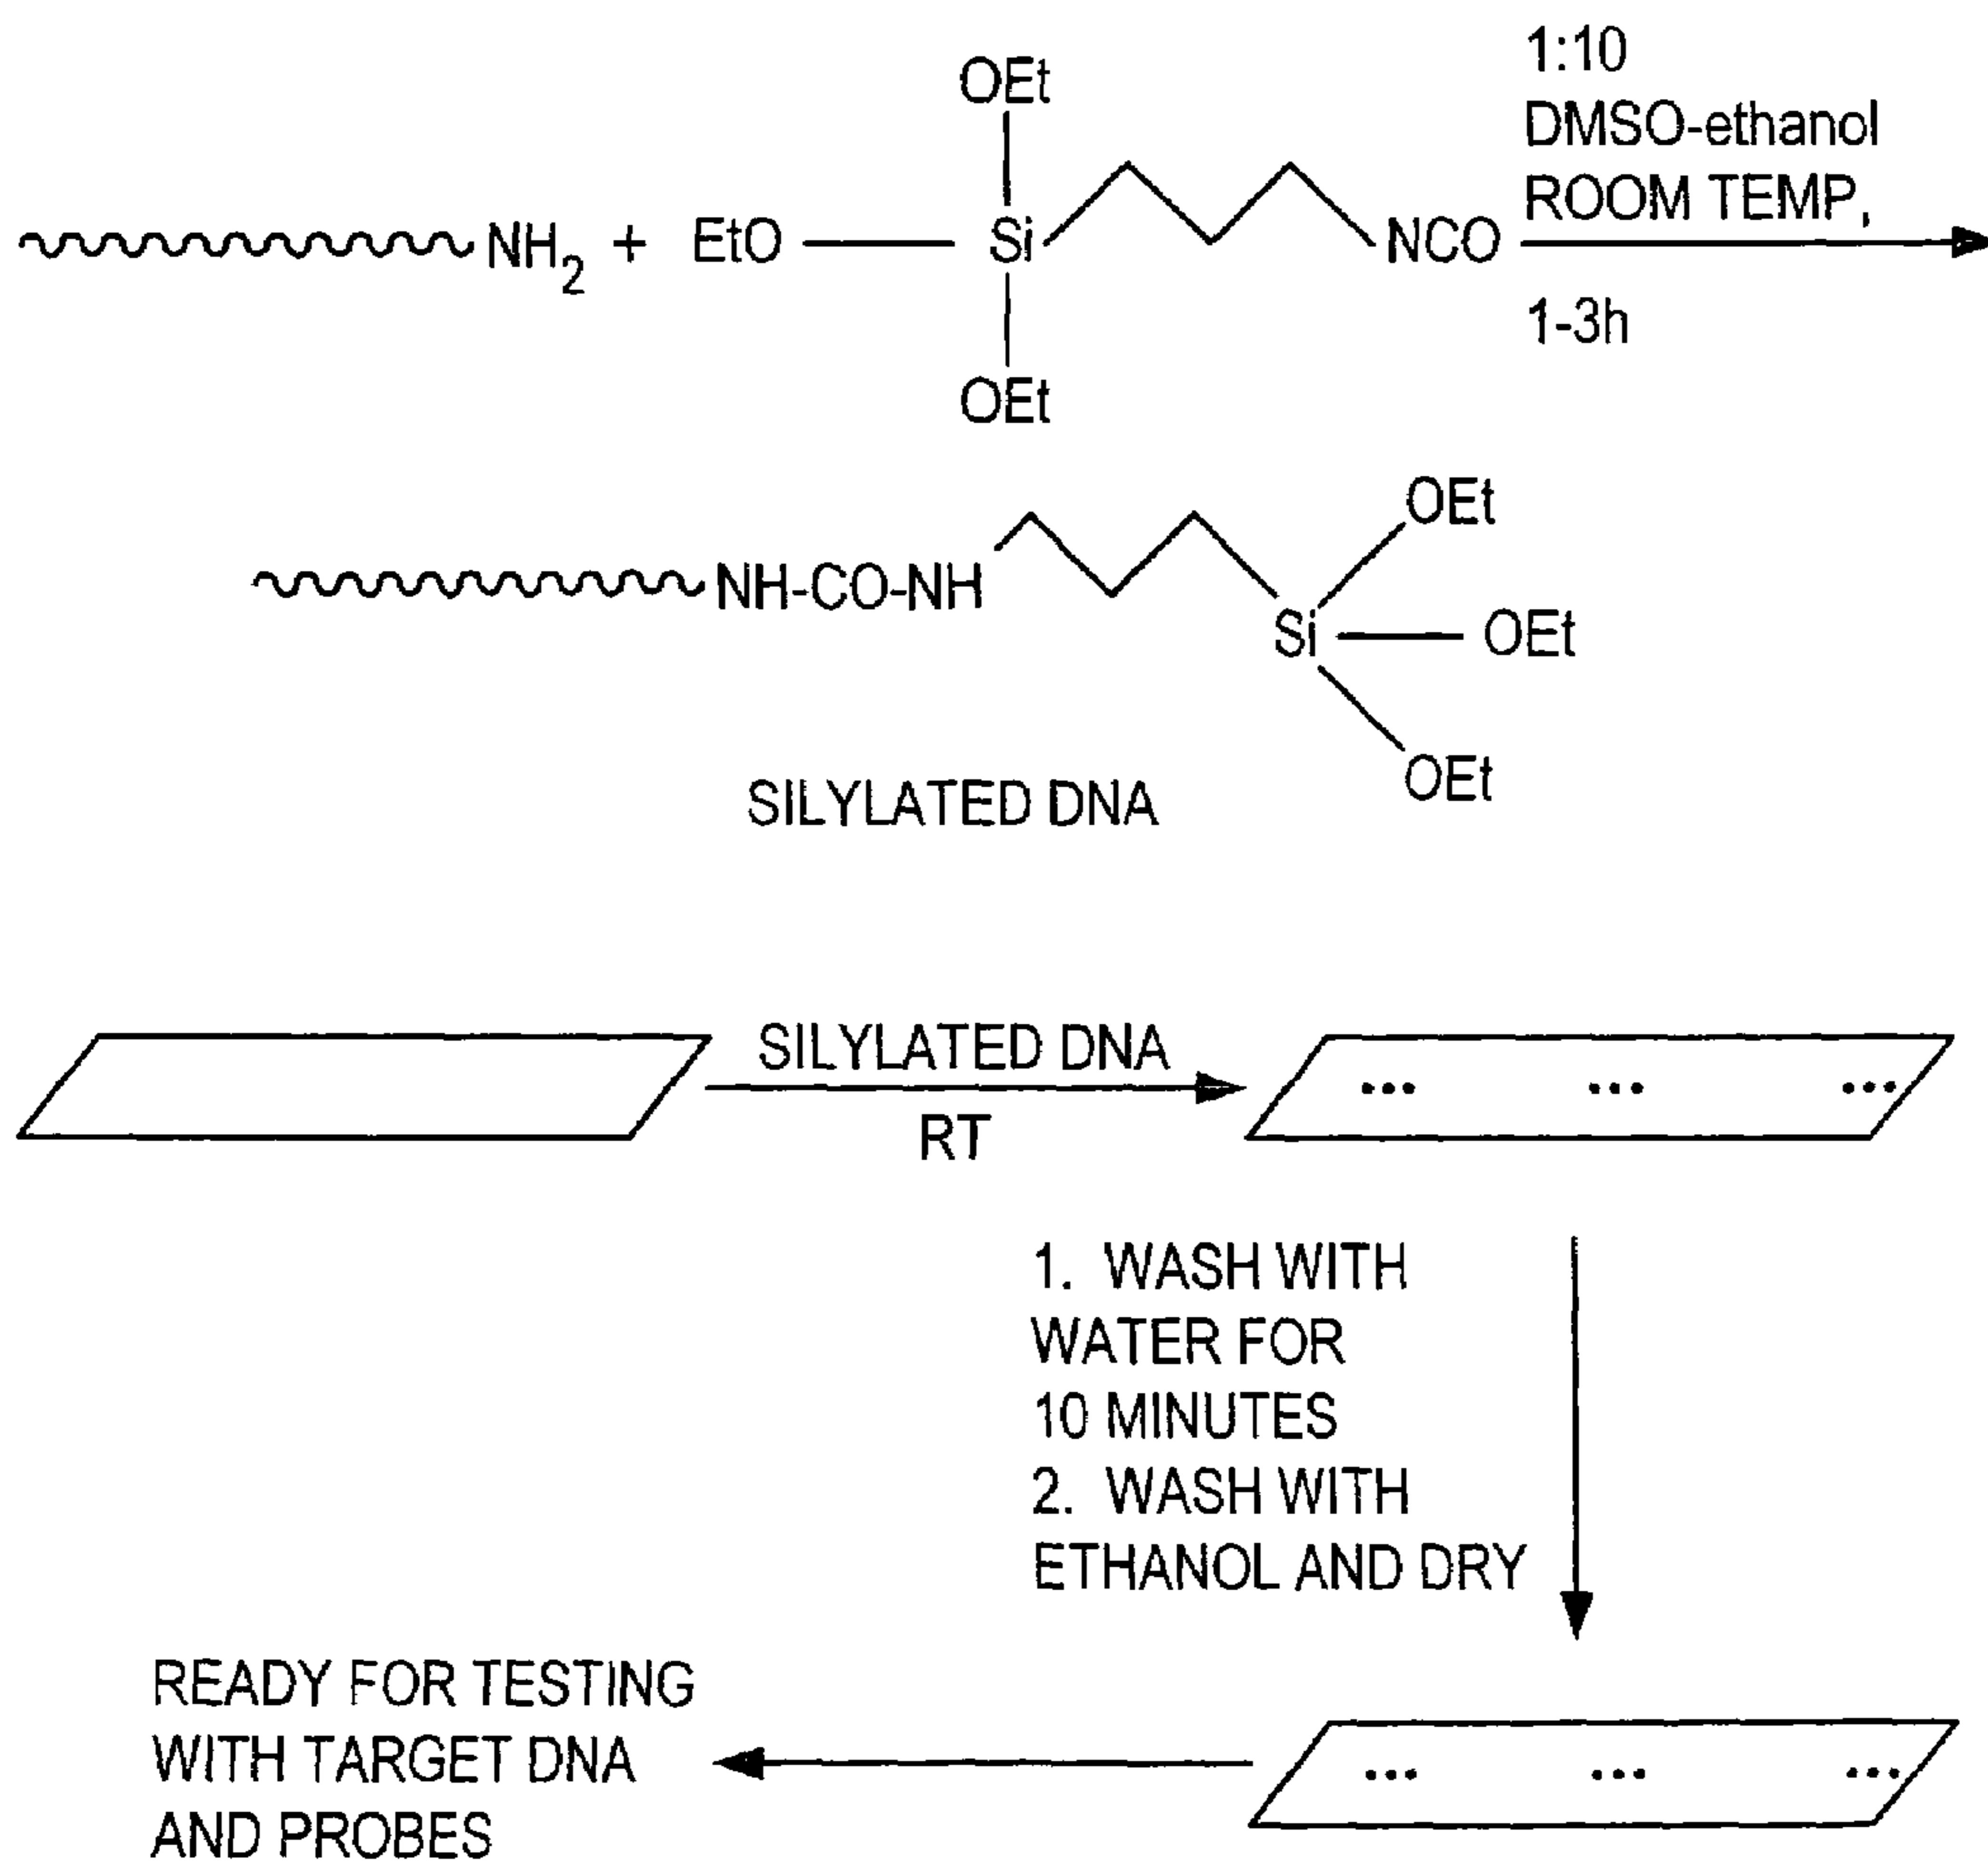 1:10
DMSO-ethanol
ROOM TEMP,
1-3h
OEt
NH2 + EtO Si NCO
OEt
OEt
NH-CO-NH
Si OEt
OEt
SILYLATED DNA
SILYLATED DNA
RT
1. WASH WITH
WATER FOR
10 MINUTES
2. WASH WITH
ETHANOL AND DRY
READY FOR TESTING
WITH TARGET DNA
AND PROBES